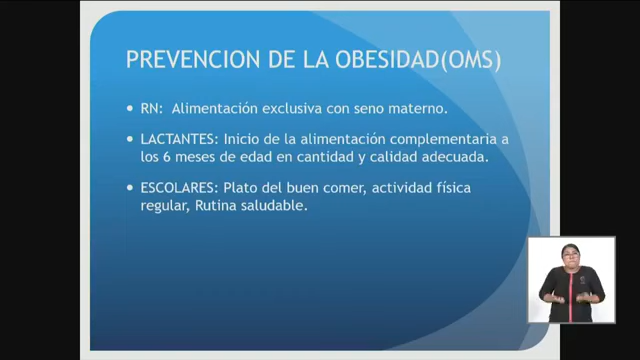 PREVENCION DE LA OBESIDAD(OMS)
RN: Alimentación exclusiva con seno materno.
LACTANTES: Inicio de la alimentación complementaria a
los 6 meses de edad en cantidad y calidad adecuada.
ESCOLARES: Plato del buen comer, actividad física
regular, Rutina saludable.